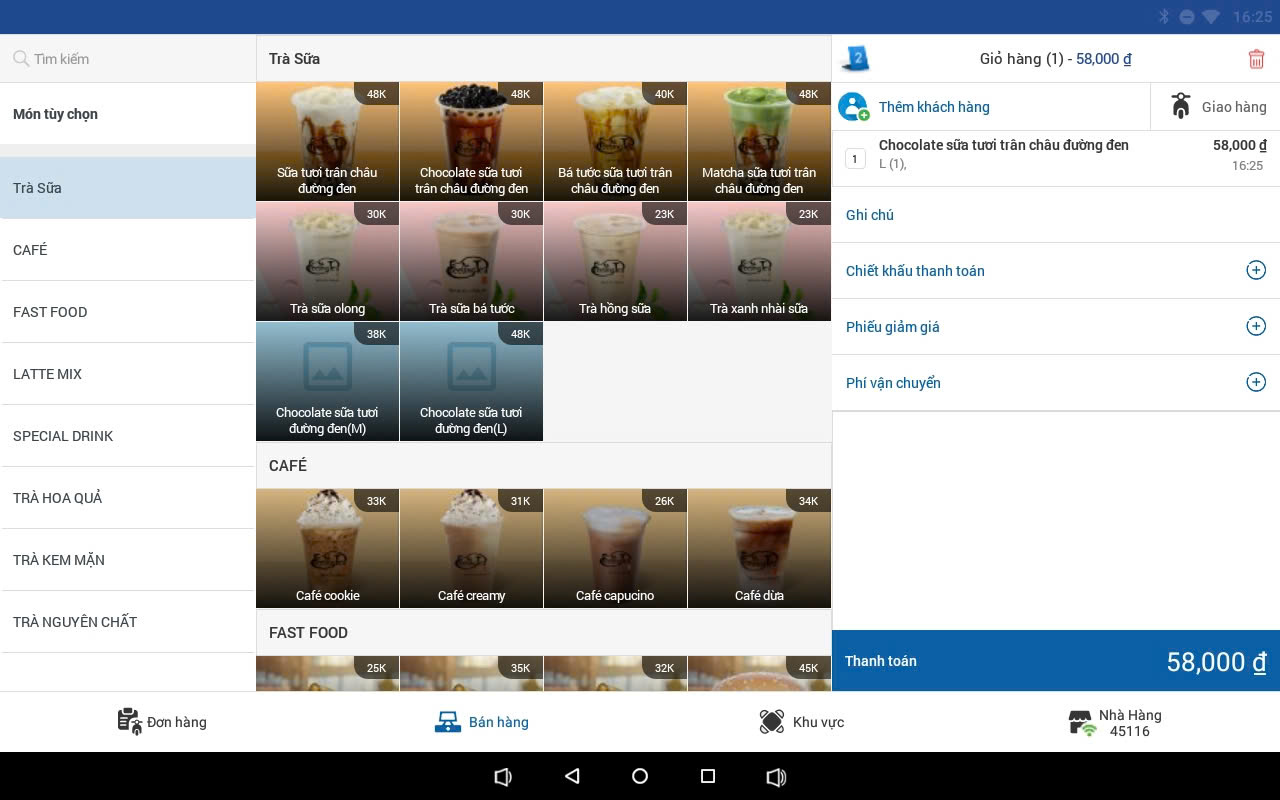 16:25
Tìm kiếm
Món tùy chọn
Trà Sữa
CAFÉ
FAST FOOD
LATTE MIX
SPECIAL DRINK
TRÀ HOA QUẢ
TRÀ KEM MẶN
TRÀ NGUYÊN CHẤT
Trà Sữa
48K
Sữa tươi trân châu
đường đen
48K
Chocolate sữa tươi
trân châu đường đen
40K
Bá tước sữa tươi trân
châu đường đen
48K
Matcha sữa tươi trân
châu đường đen
30K
Trà sữa olong
30K
Trà sữa bá tước
23K
Trà hồng sữa
23K
Trà xanh nhài sữa
38K
Chocolate sữa tươi
đường đen(M)
48K
Chocolate sữa tươi
đường đen(L)
CAFÉ
33K
Café cookie
31K
Café creamy
26K
Café capucino
34K
Café dừa
FAST FOOD
25K
35K
32K
45K
2
Giỏ hàng (1) - 58,000 ₫
Thêm khách hàng
Giao hàng
1
Chocolate sữa tươi trân châu đường đen
58,000 ₫
L (1),
16:25
Ghi chú
Chiết khấu thanh toán
Phiếu giảm giá
Phí vận chuyển
Thanh toán
58,000 ₫
Đơn hàng
Bán hàng
Khu vực
Nhà Hàng
45116